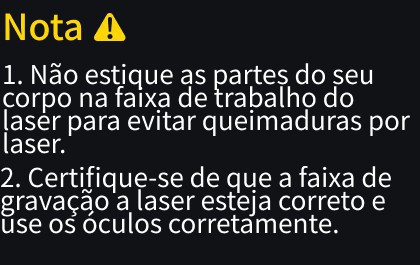 Nota
1. Não estique as partes do seu
corpo na faixa de trabalho do
laser para evitar queimaduras por
laser.
2. Certifique-se de que a faixa de
gravação a laser esteja correto e
use os óculos corretamente.